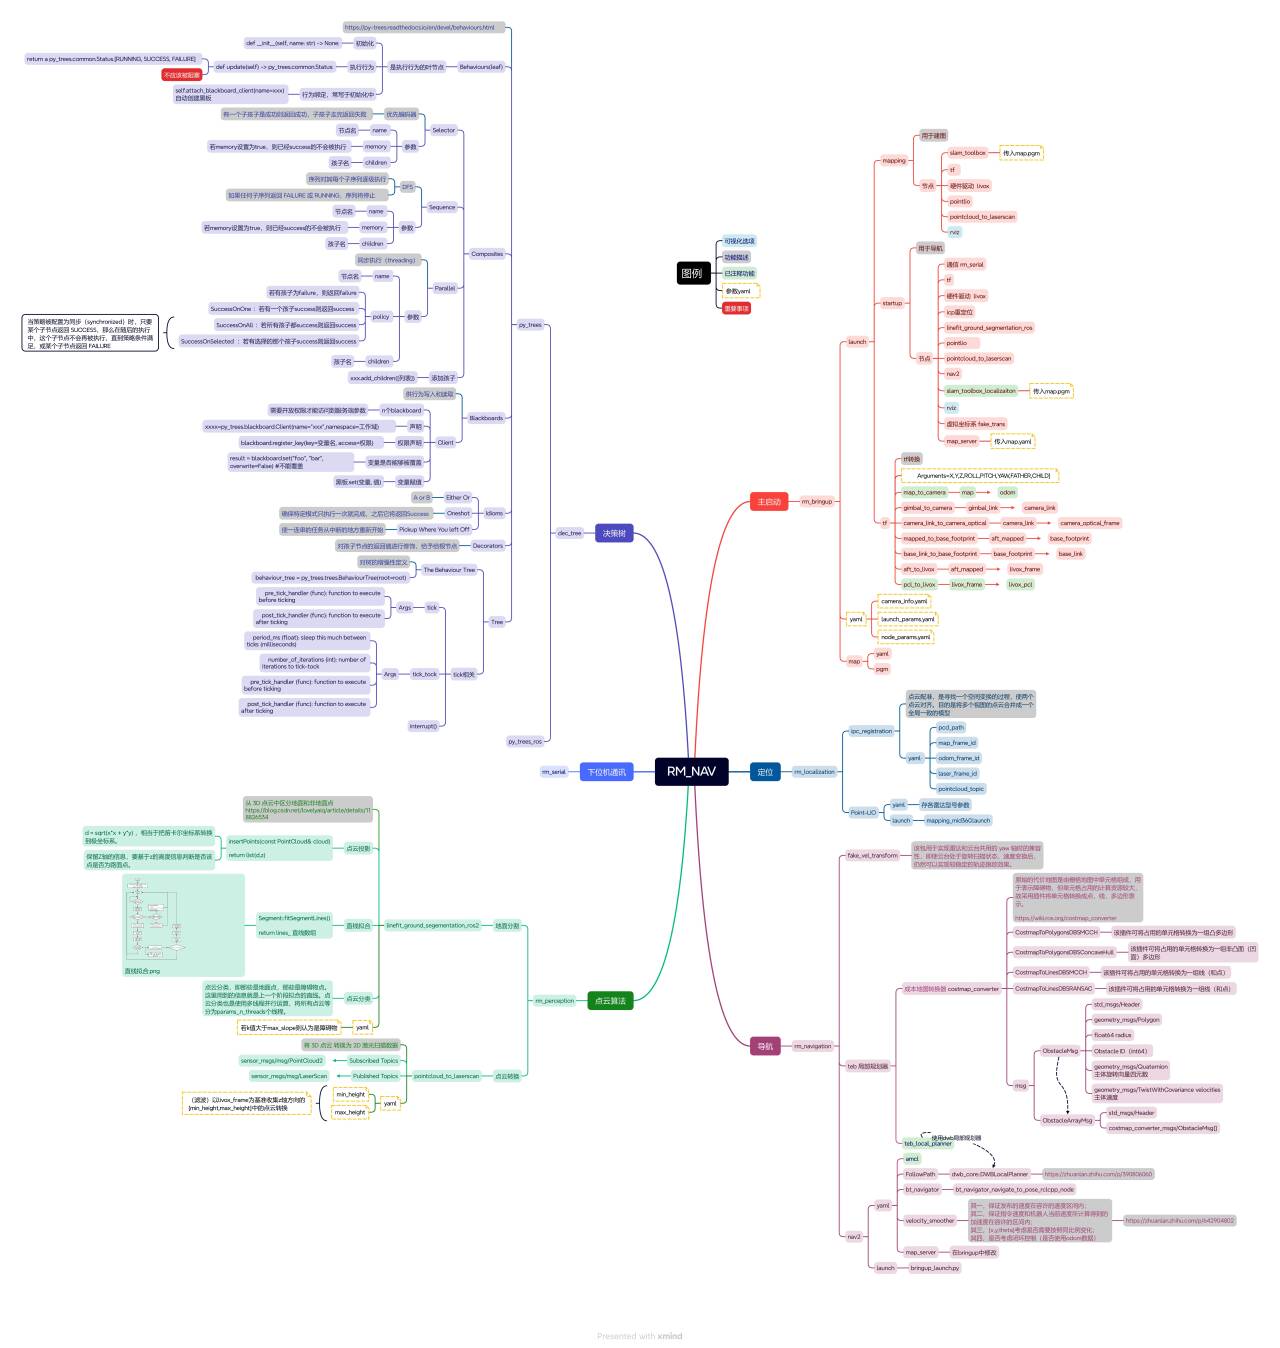 RM_NAV
图例
可视化选项
功能描述
已注释功能
参数yaml
重要事项
决策树
dec_tree
py_trees
https://py-trees.readthedocs.io/en/devel/behaviours.html
Behaviours(leaf)
是执行行为的叶节点
初始化
def __init__(self, name: str) -> None
执行行为
def update(self) -> py_trees.common.Status
return a py_trees.common.Status.[RUNNING, SUCCESS, FAILURE]
不应该被阻塞
行为绑定，常写于初始化中
self.attach_blackboard_client(name=xxx)
自动创建黑板
Composites
Selector
优先编码器
有一个孩子是成功则返回成功，子孩子走完返回失败
参数
name
节点名
memory
若memory设置为true，则已经success的不会被执行
children
孩子名
Sequence
DFS
序列对其每个子序列逐级执行
如果任何子序列返回 FAILURE 或 RUNNING，序列将停止
参数
name
节点名
memory
若memory设置为true，则已经success的不会被执行
children
孩子名
Parallel
同步执行（threading）
参数
name
节点名
policy
若有孩子为failure，则返回failure
SuccessOnOne ：若有一个孩子success则返回success
SuccessOnAll ：若所有孩子都success则返回success
SuccessOnSelected ：若有选择的那个孩子success则返回success
当策略被配置为同步（synchronized）时，只要
某个子节点返回 SUCCESS，那么在随后的执行
中，这个子节点不会再被执行，直到策略条件满
足，或某个子节点返回 FAILURE
children
孩子名
添加孩子
xxx.add_children([列表])
Blackboards
供行为写入和读取
Client
n个blackboard
需要开放权限才能访问到服务端参数
声明
xxxx=py_trees.blackboard.Client(name="xxx",namespace=工作域)
权限声明
blackboard.register_key(key=变量名, access=权限)
变量是否能够被覆盖
result = blackboard.set("foo", "bar",
overwrite=False) #不能覆盖
变量赋值
黑板.set(变量, 值)
Idioms
Either Or
A or B
Oneshot
确保特定模式只执行一次就完成，之后它将返回Success
Pickup Where You left Off
使一连串的任务从中断的地方重新开始
Decorators
对孩子节点的返回值进行修饰，给予给根节点
Tree
The Behaviour Tree
对树的增强性定义
behaviour_tree = py_trees.trees.BehaviourTree(root=root)
tick相关
tick
Args
pre_tick_handler (func): function to execute
before ticking
post_tick_handler (func): function to execute
after ticking
tick_tock
Args
period_ms (float): sleep this much between
ticks (milliseconds)
number_of_iterations (int): number of
iterations to tick-tock
pre_tick_handler (func): function to execute
before ticking
post_tick_handler (func): function to execute
after ticking
interrupt()
py_trees_ros
下位机通讯
rm_serial
点云算法
rm_perception
地面分割
linefit_ground_segementation_ros2
从 3D 点云中区分地面和非地面点
点云投影
insertPoints(const PointCloud& cloud)
return list(d,z)
d = sqrt(x*x + y*y) ，相当于把笛卡尔坐标系转换
到极坐标系。
保留Z轴的信息，要基于z的高度信息判断是否该
点是否为路面点。
直线拟合
Segment::fitSegmentLines()
return lines_ 直线数组
直线拟合.png
点云分类
点云分类，即哪些是地面点，哪些是障碍物点。
这里用到的信息就是上一个阶段拟合的直线。点
云分类也是使用多线程并行运算，将所有点云等
分为params_.n_threads个线程。
yaml
若k值大于max_slope则认为是障碍物
点云转换
pointcloud_to_laserscan
将 3D 点云 转换为 2D 激光扫描数据
Subscribed Topics
sensor_msgs/msg/PointCloud2
Published Topics
sensor_msgs/msg/LaserScan
yaml
min_height
max_height
（滤波）以livox_frame为基准收集z轴方向的
[min_height,max_height]中的点云转换
主启动
rm_bringup
launch
mapping
用于建图
节点
slam_toolbox
传入map.pgm
tf
硬件驱动 livox
pointlio
pointcloud_to_laserscan
rviz
startup
用于导航
节点
通信 rm_serial
tf
硬件驱动 livox
icp重定位
linefit_ground_segmentation_ros
pointlio
pointcloud_to_laserscan
nav2
slam_toolbox_localizaiton
传入map.pgm
rviz
虚拟坐标系 fake_trans
map_server
传入map.yaml
tf
tf转换
Arguments=X,Y,Z,ROLL,PITCH,YAW,FATHER,CHILD]
map_to_camera
map
odom
gimbal_to_camera
gimbal_link
camera_link
camera_link_to_camera_optical
camera_link
camera_optical_frame
mapped_to_base_footprint
aft_mapped
base_footprint
base_link_to_base_footprint
base_footprint
base_link
aft_to_livox
aft_mapped
livox_frame
pcl_to_livox
livox_frame
livox_pcl
yaml
camera_info.yaml
launch_params.yaml
node_params.yaml
map
yaml
pgm
定位
rm_localization
ipc_registration
点云配准，是寻找一个空间变换的过程，使两个
点云对齐。目的是将多个视图的点云合并成一个
全局一致的模型
yaml
pcd_path
map_frame_id
odom_frame_id
laser_frame_id
pointcloud_topic
Point-LIO
yaml
存各雷达型号参数
launch
mapping_mid360.launch
导航
rm_navigation
fake_vel_transform
该包用于实现雷达和云台共用的 yaw 轴时的兼容
性，即使云台处于旋转扫描状态，速度变换后，
仍然可以实现较稳定的轨迹跟踪效果。
teb 局部规划器
成本地图转换器 costmap_converter
原始的代价地图是由栅格地图中单元格组成，用
于表示障碍物，但单元格占用的计算资源较大，
故采用插件将单元格转换成点、线、多边形表
示。
https://wiki.ros.org/costmap_converter
CostmapToPolygonsDBSMCCH
该插件可将占用的单元格转换为一组凸多边形
CostmapToPolygonsDBSConcaveHull
该插件可将占用的单元格转换为一组非凸面（凹
面）多边形
CostmapToLinesDBSMCCH
该插件可将占用的单元格转换为一组线（和点）
CostmapToLinesDBSRANSAC
该插件可将占用的单元格转换为一组线（和点）
msg
ObstacleMsg
std_msgs/Header
geometry_msgs/Polygon
float64 radius
Obstacle ID（int64）
geometry_msgs/Quaternion
主体旋转向量四元数
geometry_msgs/TwistWithCovariance velocities
主体速度
ObstacleArrayMsg
std_msgs/Header
costmap_converter_msgs/ObstacleMsg[]
teb_local_planner
使用dwb局部规划器
nav2
yaml
amcl
FollowPath
dwb_core::DWBLocalPlanner
https://zhuanlan.zhihu.com/p/390806060
bt_navigator
bt_navigator_navigate_to_pose_rclcpp_node
velocity_smoother
其一，保证发布的速度在容许的速度区间内；
其二，保证指令速度和机器人当前速度所计算得到的
加速度在容许的区间内；
其三，[x,y,theta]考虑是否需要按照同比例变化；
其四，是否考虑闭环控制（是否使用odom数据）
https://zhuanlan.zhihu.com/p/642904802
map_server
在bringup中修改
launch
bringup_launch.py
Presented with xmind